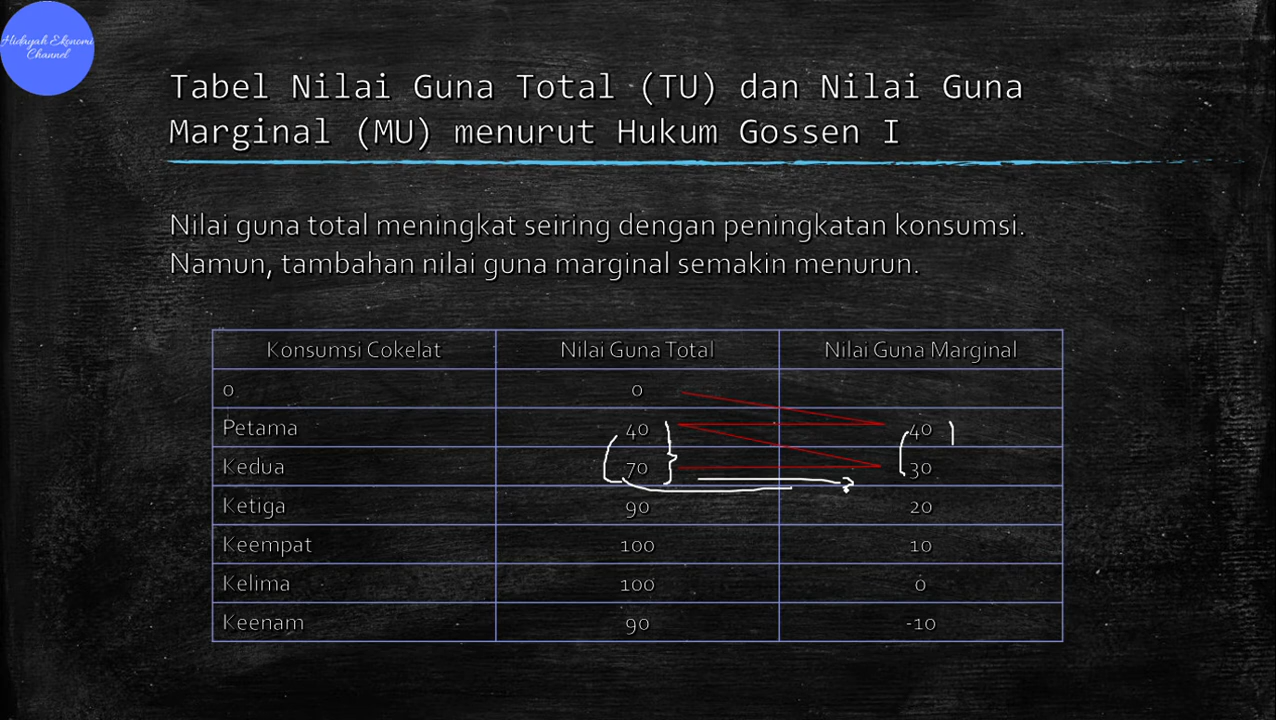 Hidayah Ekonomi
Channel
Tabel Nilai Guna Total (TU) dan Nilai Guna
Marginal (MU) menurut Hukum Gossen I
Nilai guna total meningkat seiring dengan peningkatan konsumsi.
Namun, tambahan nilai guna marginal semakin menurun.
Konsumsi Cokelat Nilai Guna Total Nilai Guna Marginal
0 0
Petama 40 40
Kedua 70 30
Ketiga 90 20
Keempat 100 10
Kelima 100 0
Keenam 90 -10